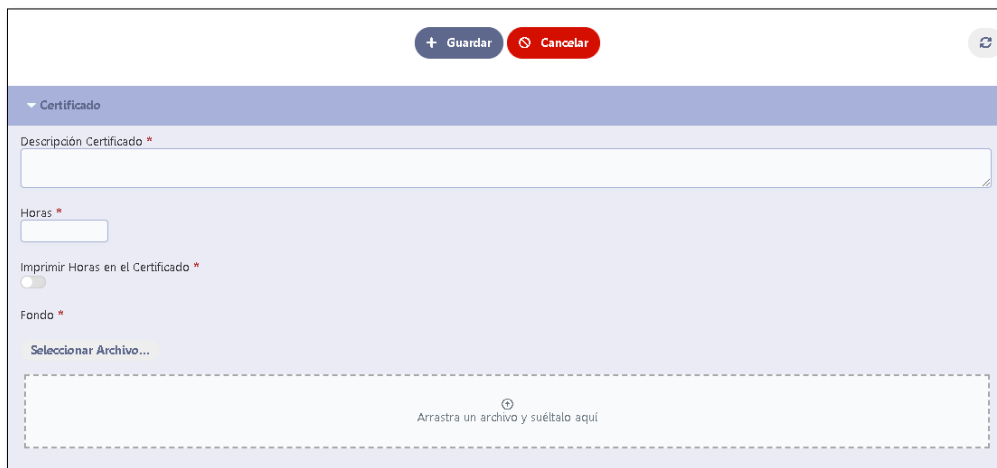 Guardar
Cancelar
Certificado
Descripción Certificado *
Horas *
Imprimir Horas en el Certificado *
Fondo *
Seleccionar Archivo...
Arrastra un archivo y suéltalo aquí